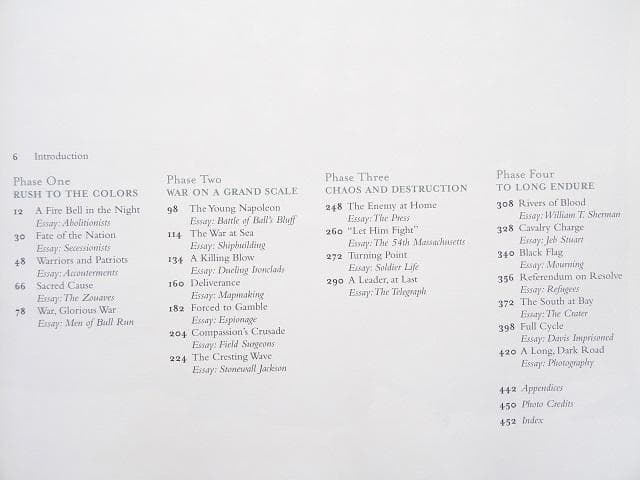 6 Introduction
Phase One
RUSH TO THE COLORS
12 A Fire Bell in the Night
Essay: Abolitionists
30 Fate of the Nation
Essay: Secessionists
48 Warriors and Patriots
Essay: Accouterments
66 Sacred Cause
Essay: The Zouaves
78 War, Glorious War
Essay: Men of Bull Run
Phase Two
WAR ON A GRAND SCALE
98 The Young Napoleon
Essay: Battle of Ball's Bluff
114 The War at Sea
Essay: Shipbuilding
134 A Killing Blow
Essay: Dueling Ironclads
160 Deliverance
Essay: Mapmaking
182 Forced to Gamble
Essay: Espionage
204 Compassion's Crusade
Essay: Field Surgeons
224 The Cresting Wave
Essay: Stonewall Jackson
Phase Three
CHAOS AND DESTRUCTION
248 The Enemy at Home
Essay: The Press
260 "Let Him Fight"
Essay: The 54th Massachusetts
272 Turning Point
Essay: Soldier Life
290 A Leader, at Last
Essay: The Telegraph
Phase Four
TO LONG ENDURE
308 Rivers of Blood
Essay: William T. Sherman
328 Cavalry Charge
Essay: Jeb Stuart
340 Black Flag
Essay: Mourning
356 Referendum on Resolve
Essay: Refugees
372 The South at Bay
Essay: The Crater
398 Full Cycle
Essay: Davis Imprisoned
420 A Long, Dark Road
Essay: Photography
442 Appendices
450 Photo Credits
452 Index